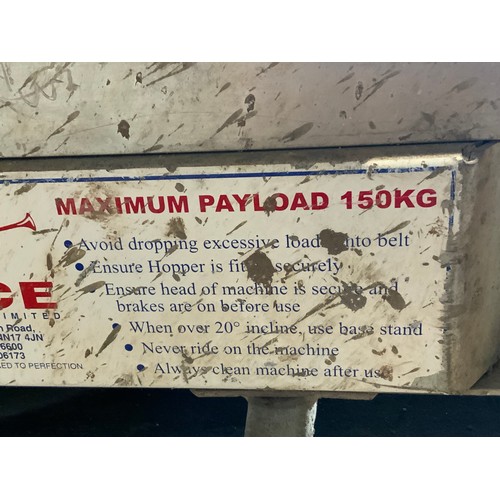 MAXIMUM PAYLOAD 150KG
• Avoid dropping excessive loads into belt
• Ensure Hopper is fitted securely
Ensure head of machine is secure and
brakes are on before use
• When over 20° incline, use base stand
• Never ride on the machine
• Always clean machine after use
CE
LIMITED
Road,
4JN
6600
06173
TO PERFECTION